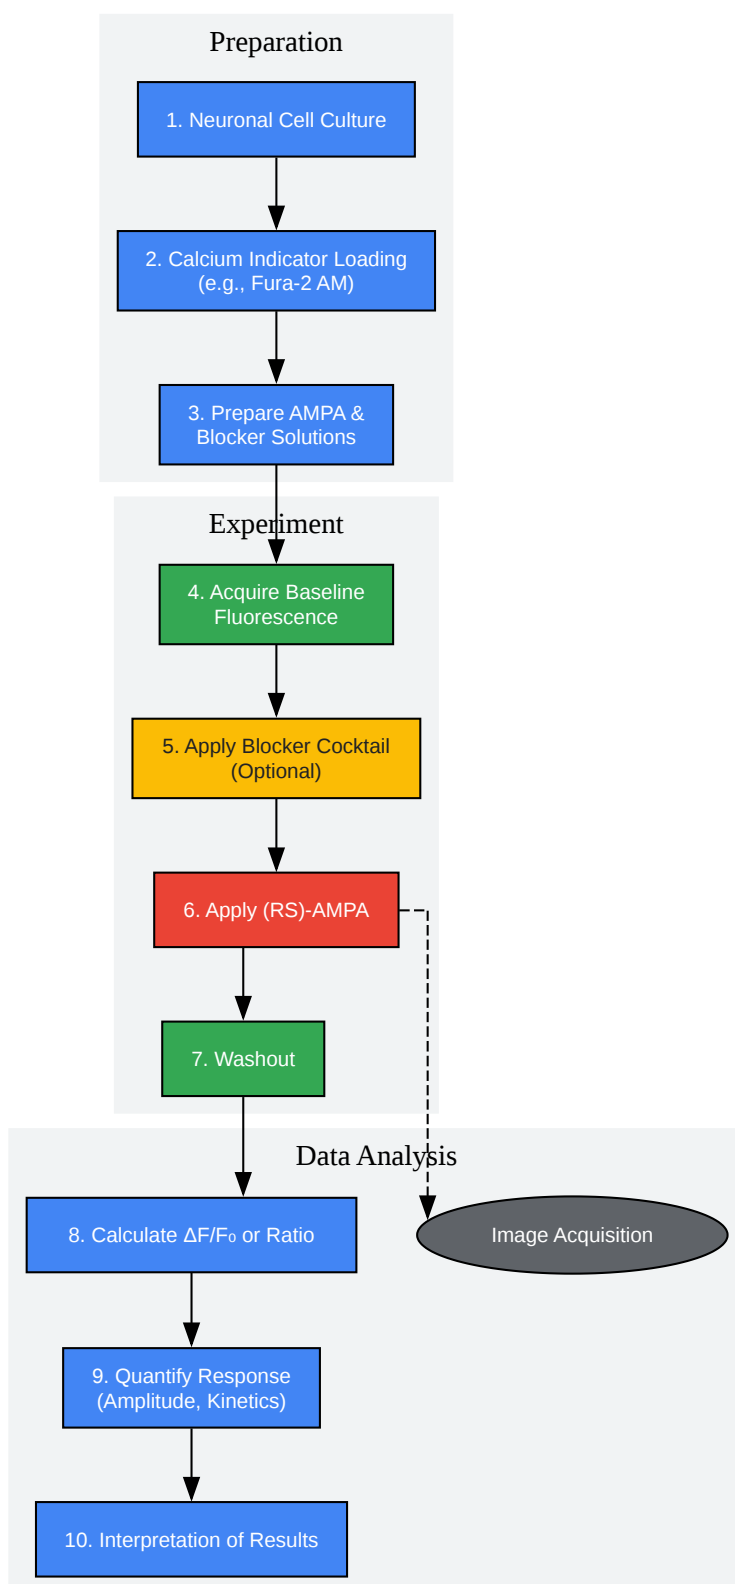 Preparation
1. Neuronal Cell Culture
2. Calcium Indicator Loading
(e.g., Fura-2 AM)
3. Prepare AMPA &
Blocker Solutions
Experiment
4. Acquire Baseline
Fluorescence
5. Apply Blocker Cocktail
(Optional)
6. Apply (RS)-AMPA
7. Washout
Data Analysis
8. Calculate ΔF/F₀ or Ratio
Image Acquisition
9. Quantify Response
(Amplitude, Kinetics)
10. Interpretation of Results